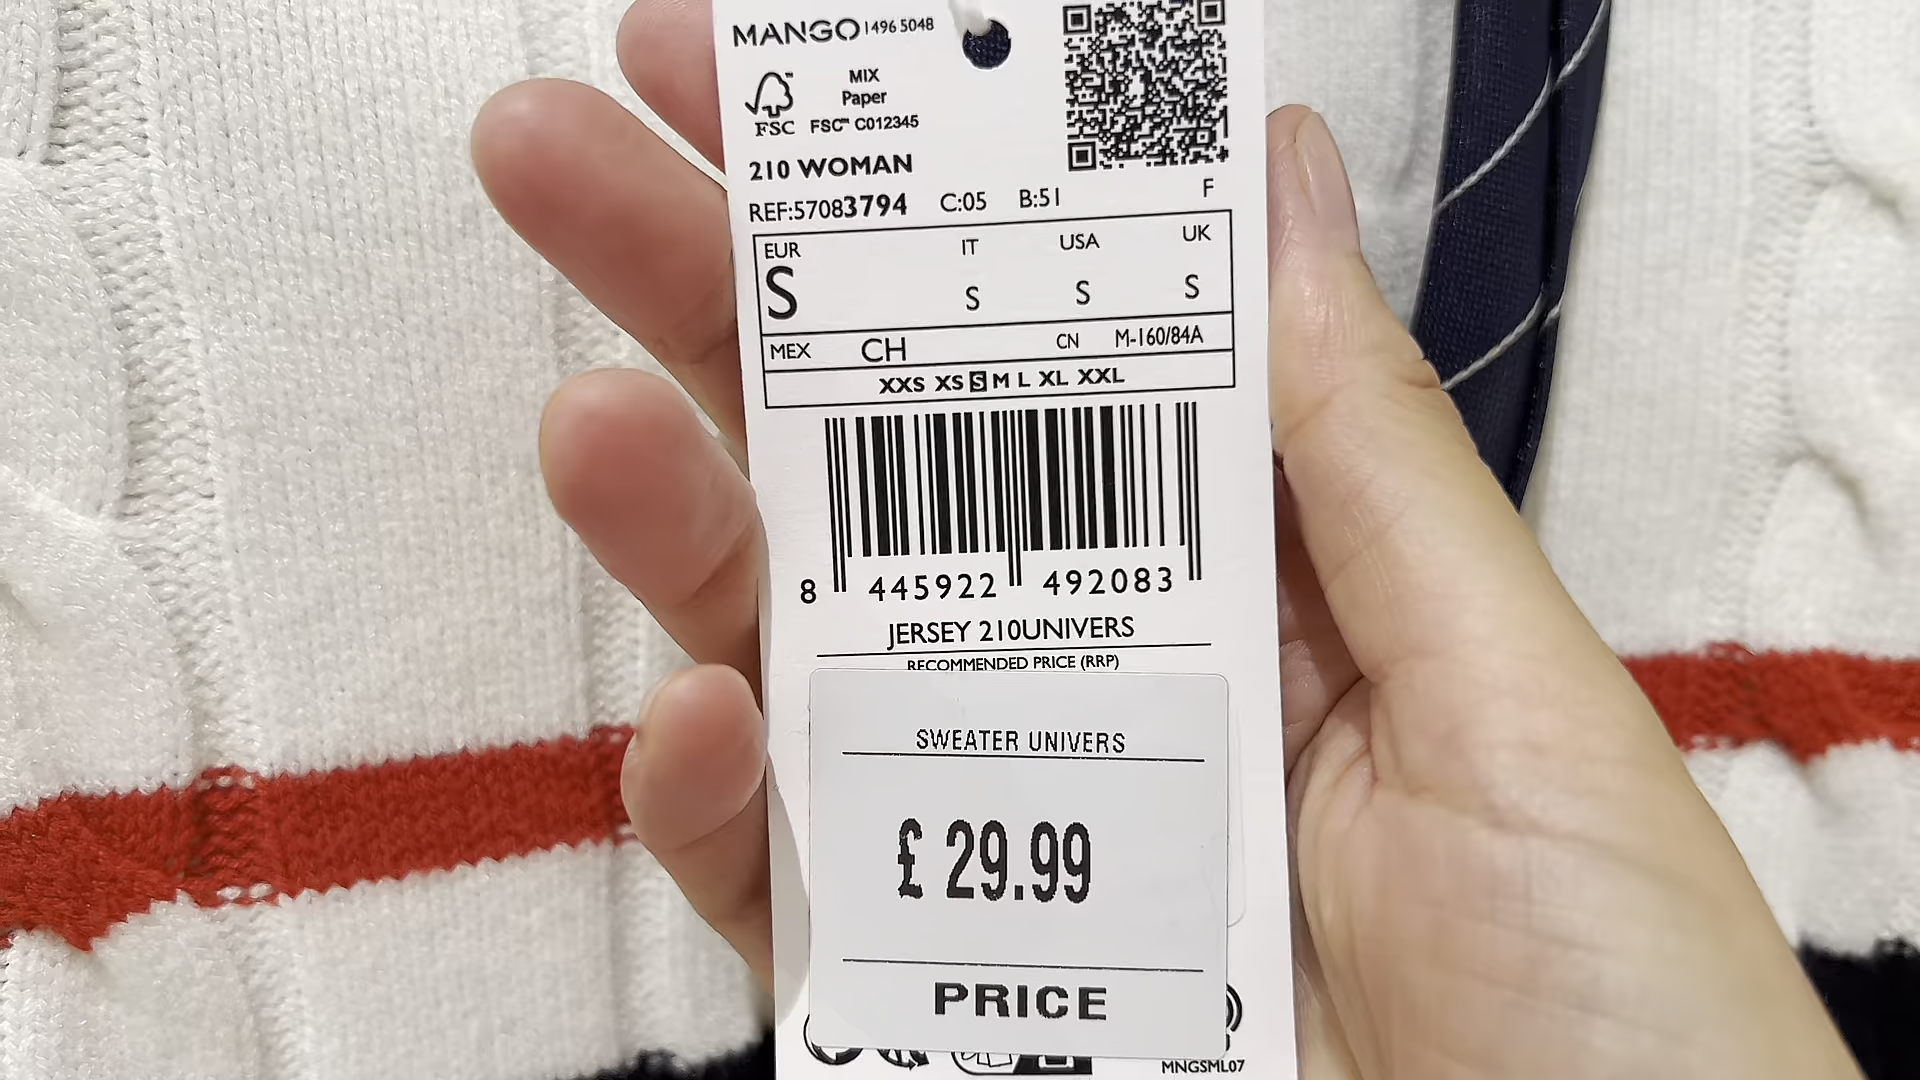 MANGO 1496 5048
MIX
Paper
FSC FSC™ C012345
210 WOMAN
REF:57083794 C:05 B:51 F
EUR IT USA UK
S S S S
MEX CH CN M-160/84A
XXS XS S M L XL XXL
8 445922 492083
JERSEY 210UNIVERS
RECOMMENDED PRICE (RRP)
SWEATER UNIVERS
£ 29.99
PRICE
MNGSML07